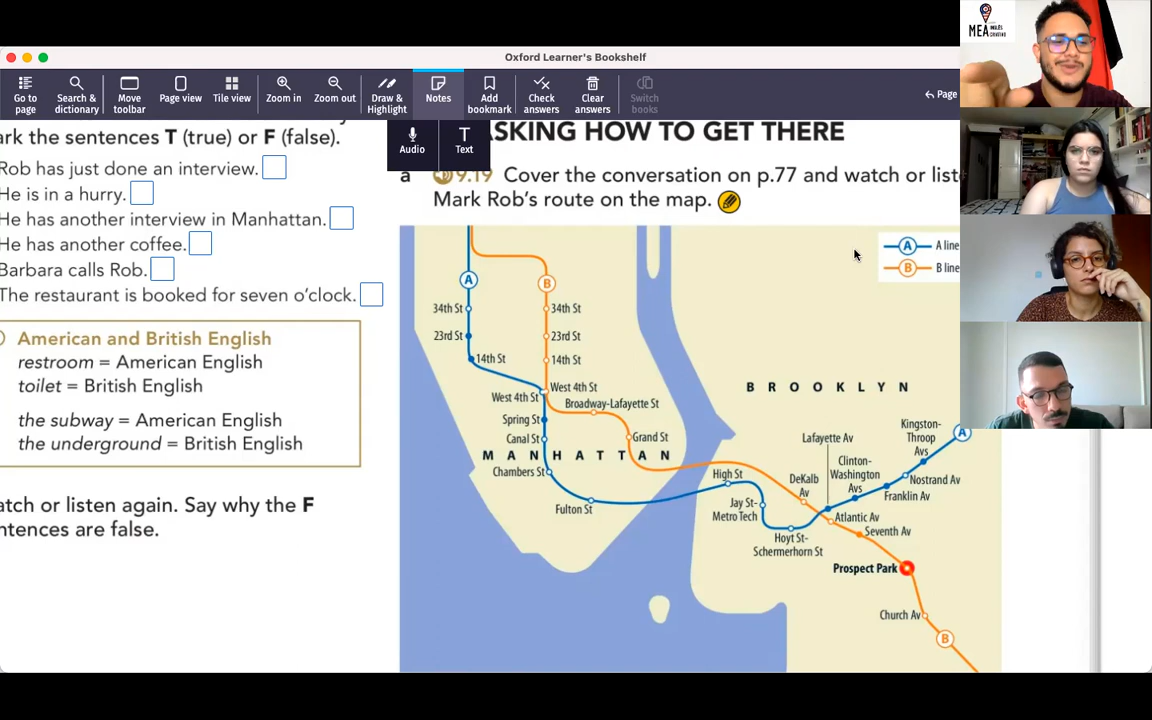 Oxford Learner's Bookshelf
MEA INGLÊS CREATIVO
Go to page
Search & dictionary
Move toolbar
Page view
Tile view
Zoom in
Zoom out
Draw & Highlight
Notes
Add bookmark
Check answers
Clear answers
Switch books
Page
Audio
Text
ark the sentences T (true) or F (false).
Rob has just done an interview.
He is in a hurry.
He has another interview in Manhattan.
He has another coffee.
Barbara calls Rob.
The restaurant is booked for seven o'clock.
American and British English
restroom = American English
toilet = British English
the subway = American English
the underground = British English
atch or listen again. Say why the F
ntences are false.
SKING HOW TO GET THERE
a 9.19 Cover the conversation on p.77 and watch or list
Mark Rob's route on the map.
A A line
B B line
A
B
34th St
34th St
23rd St
23rd St
14th St
14th St
West 4th St
West 4th St
Broadway-Lafayette St
Spring St
Grand St
Canal St
MANHATTAN
Chambers St
Fulton St
BROOKLYN
High St
Jay St-
Metro Tech
Hoyt St-
Schermerhorn St
DeKalb
Av
Lafayette Av
Clinton-
Washington
Avs
Kingston-
Throop
Avs
A
Nostrand Av
Franklin Av
Atlantic Av
Seventh Av
Prospect Park
Church Av
B